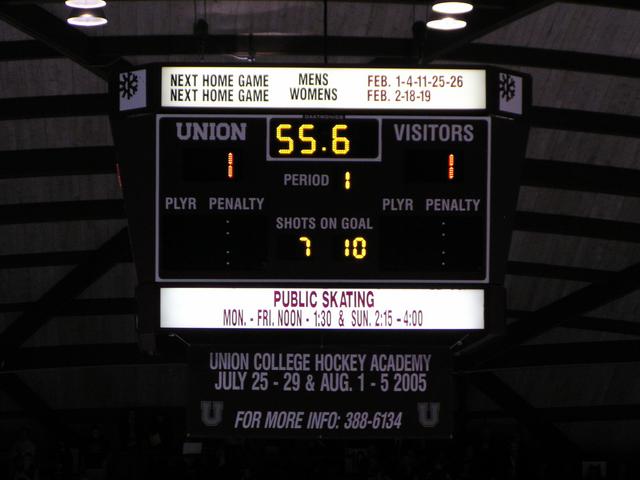 NEXT HOME GAME MENS FEB. 1-4-11-25-26
NEXT HOME GAME WOMENS FEB. 2-18-19
DAKTRONICS
UNION 55.6 VISITORS
1 1
PERIOD 1
PLYR PENALTY PLYR PENALTY
SHOTS ON GOAL
7 10
PUBLIC SKATING
MON. - FRI. NOON - 1:30 & SUN. 2:15 - 4:00
UNION COLLEGE HOCKEY ACADEMY
JULY 25 - 29 & AUG. 1 - 5 2005
U FOR MORE INFO: 388-6134 U